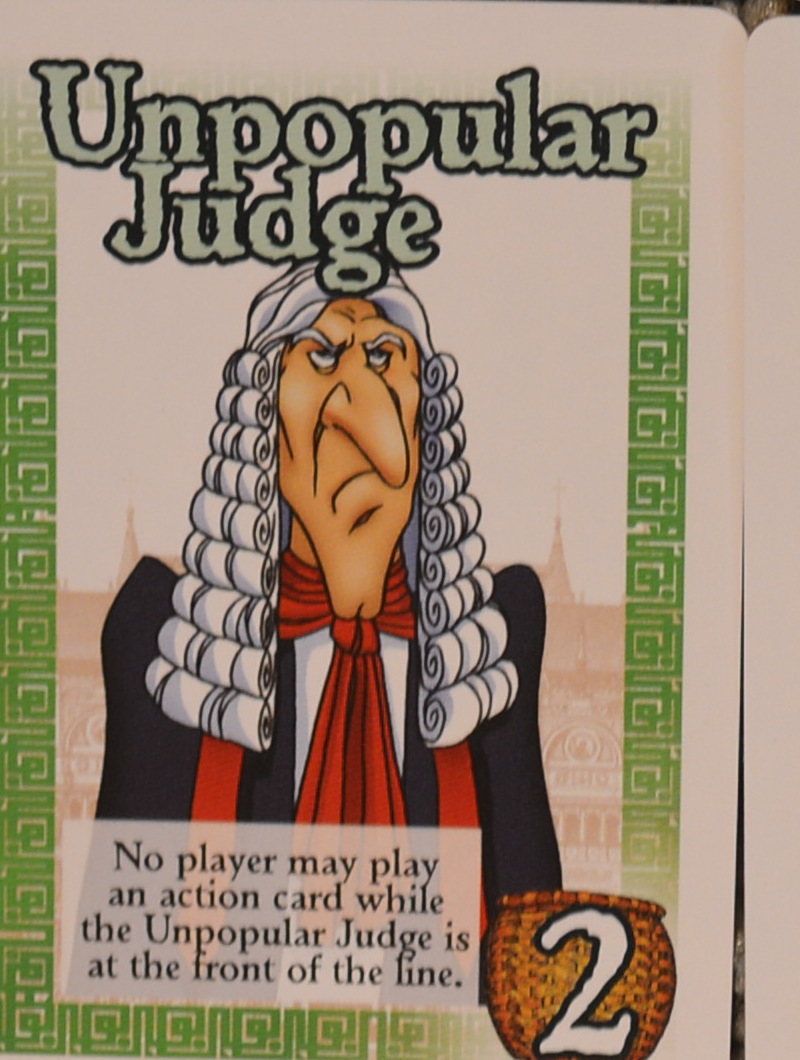 Unpopular
Judge
No player may play
an action card while
the Unpopular Judge is
at the front of the line.
2